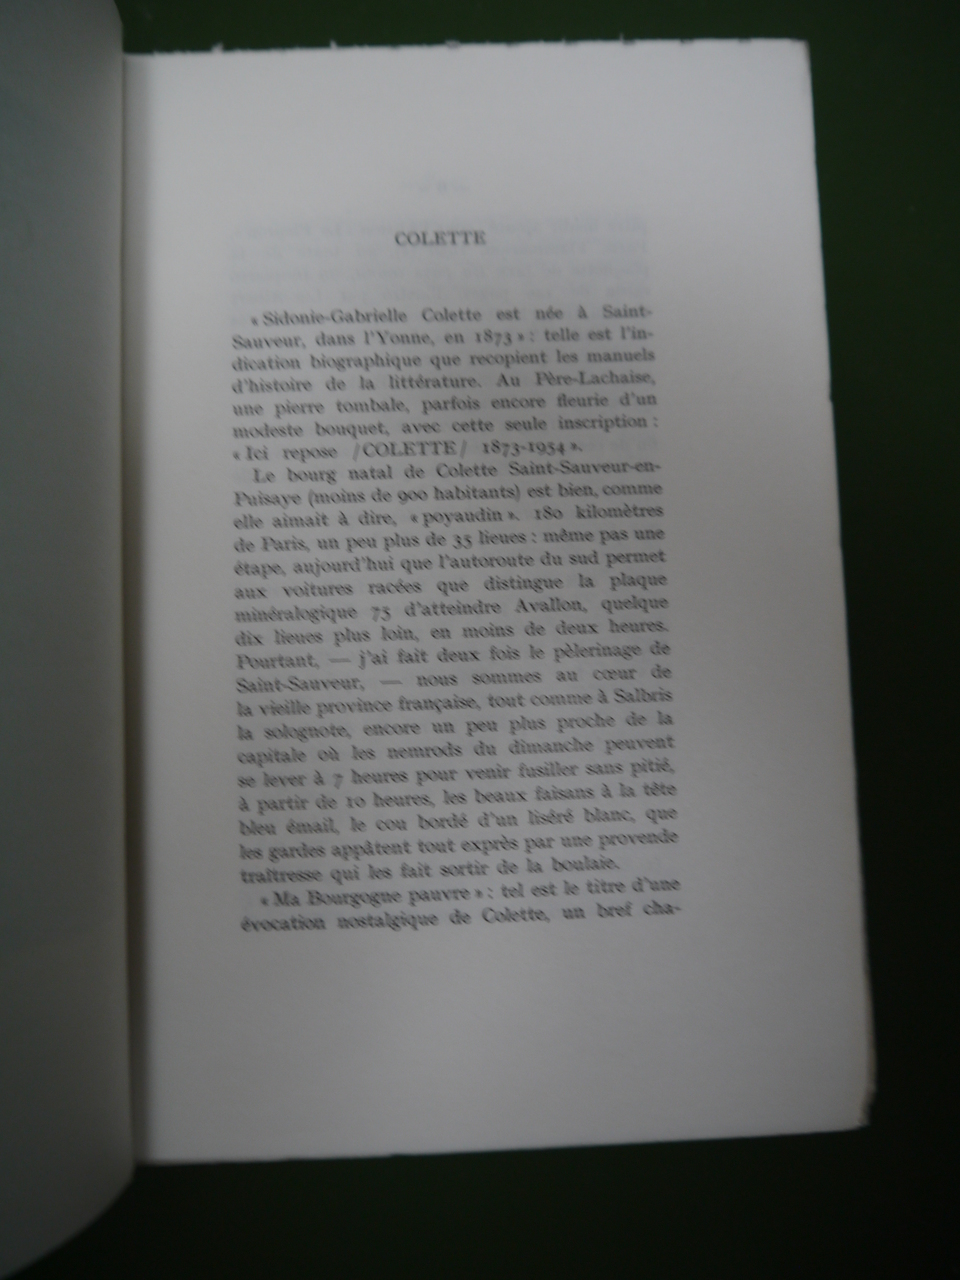 COLETTE
« Sidonie-Gabrielle Colette est née à Saint-
Sauveur, dans l'Yonne, en 1873 » : telle est l'in-
dication biographique que recopient les manuels
d'histoire de la littérature. Au Père-Lachaise,
une pierre tombale, parfois encore fleurie d'un
modeste bouquet, avec cette seule inscription :
« Ici repose /COLETTE/ 1873-1954 ».
Le bourg natal de Colette Saint-Sauveur-en-
Puisaye (moins de 900 habitants) est bien, comme
elle aimait à dire, « poyaudin ». 180 kilomètres
de Paris, un peu plus de 35 lieues : même pas une
étape, aujourd'hui que l'autoroute du sud permet
aux voitures racées que distingue la plaque
minéralogique 75 d'atteindre Avallon, quelque
dix lieues plus loin, en moins de deux heures.
Pourtant, — j'ai fait deux fois le pèlerinage de
Saint-Sauveur, — nous sommes au cœur de
la vieille province française, tout comme à Salbris
la solognote, encore un peu plus proche de la
capitale où les nemrods du dimanche peuvent
se lever à 7 heures pour venir fusiller sans pitié,
à partir de 10 heures, les beaux faisans à la tête
bleu émail, le cou bordé d'un liséré blanc, que
les gardes appâtent tout exprès par une provende
traîtresse qui les fait sortir de la boulaie.
« Ma Bourgogne pauvre » : tel est le titre d'une
évocation nostalgique de Colette, un bref cha-